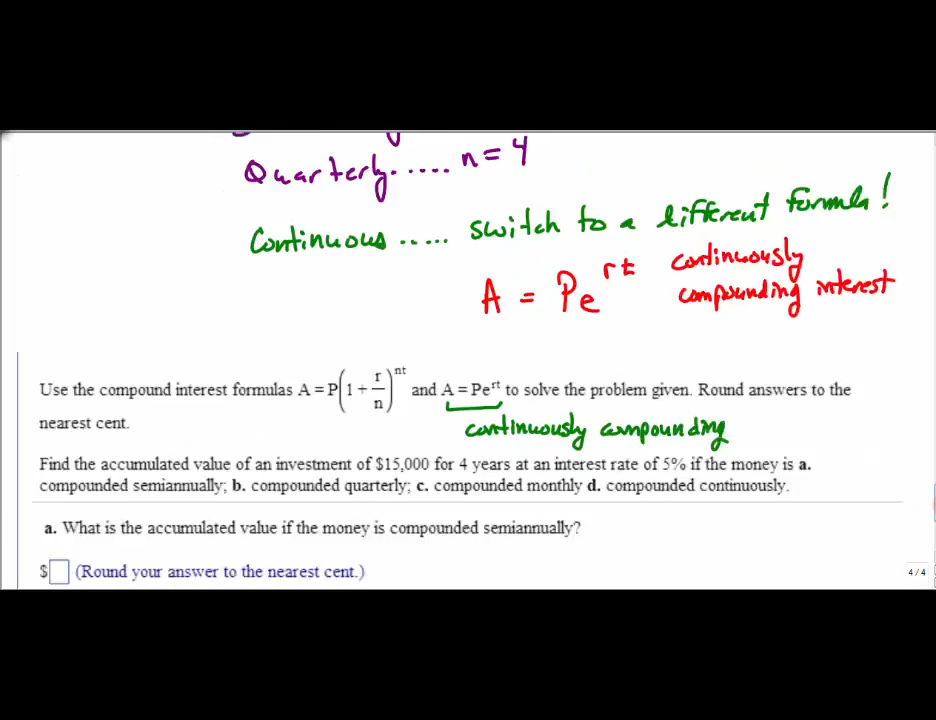 Quarterly...... n = 4
Continuous ..... switch to a different formula!
A = Pe^rt continuously
compounding interest
Use the compound interest formulas A = P(1 + r/n)^nt and A = Pe^rt to solve the problem given. Round answers to the
nearest cent.
continuously compounding
Find the accumulated value of an investment of $15,000 for 4 years at an interest rate of 5% if the money is a.
compounded semiannually; b. compounded quarterly; c. compounded monthly d. compounded continuously.
a. What is the accumulated value if the money is compounded semiannually?
$ (Round your answer to the nearest cent.)
4 / 4